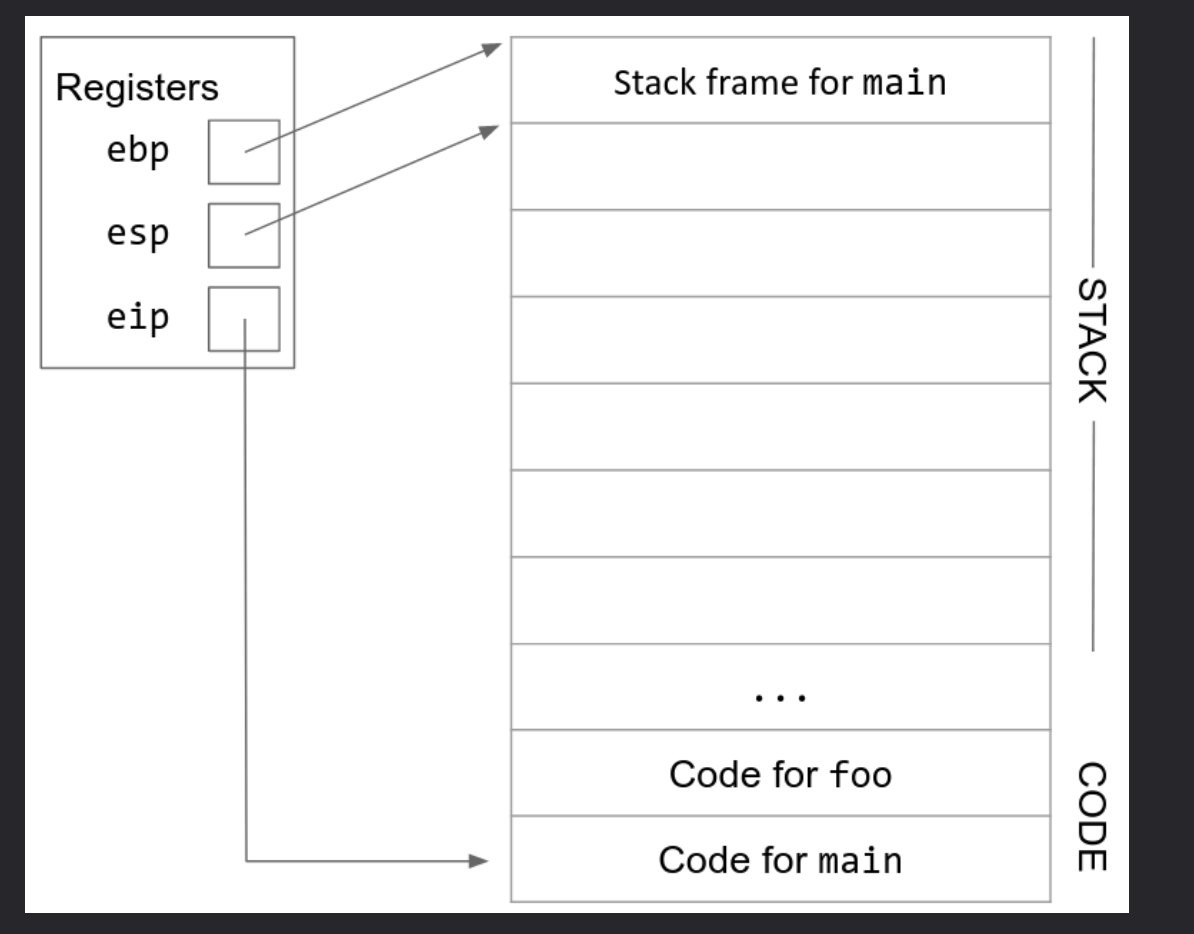 Registers
ebp
esp
eip
Stack frame for main
...
Code for foo
Code for main
STACK
CODE